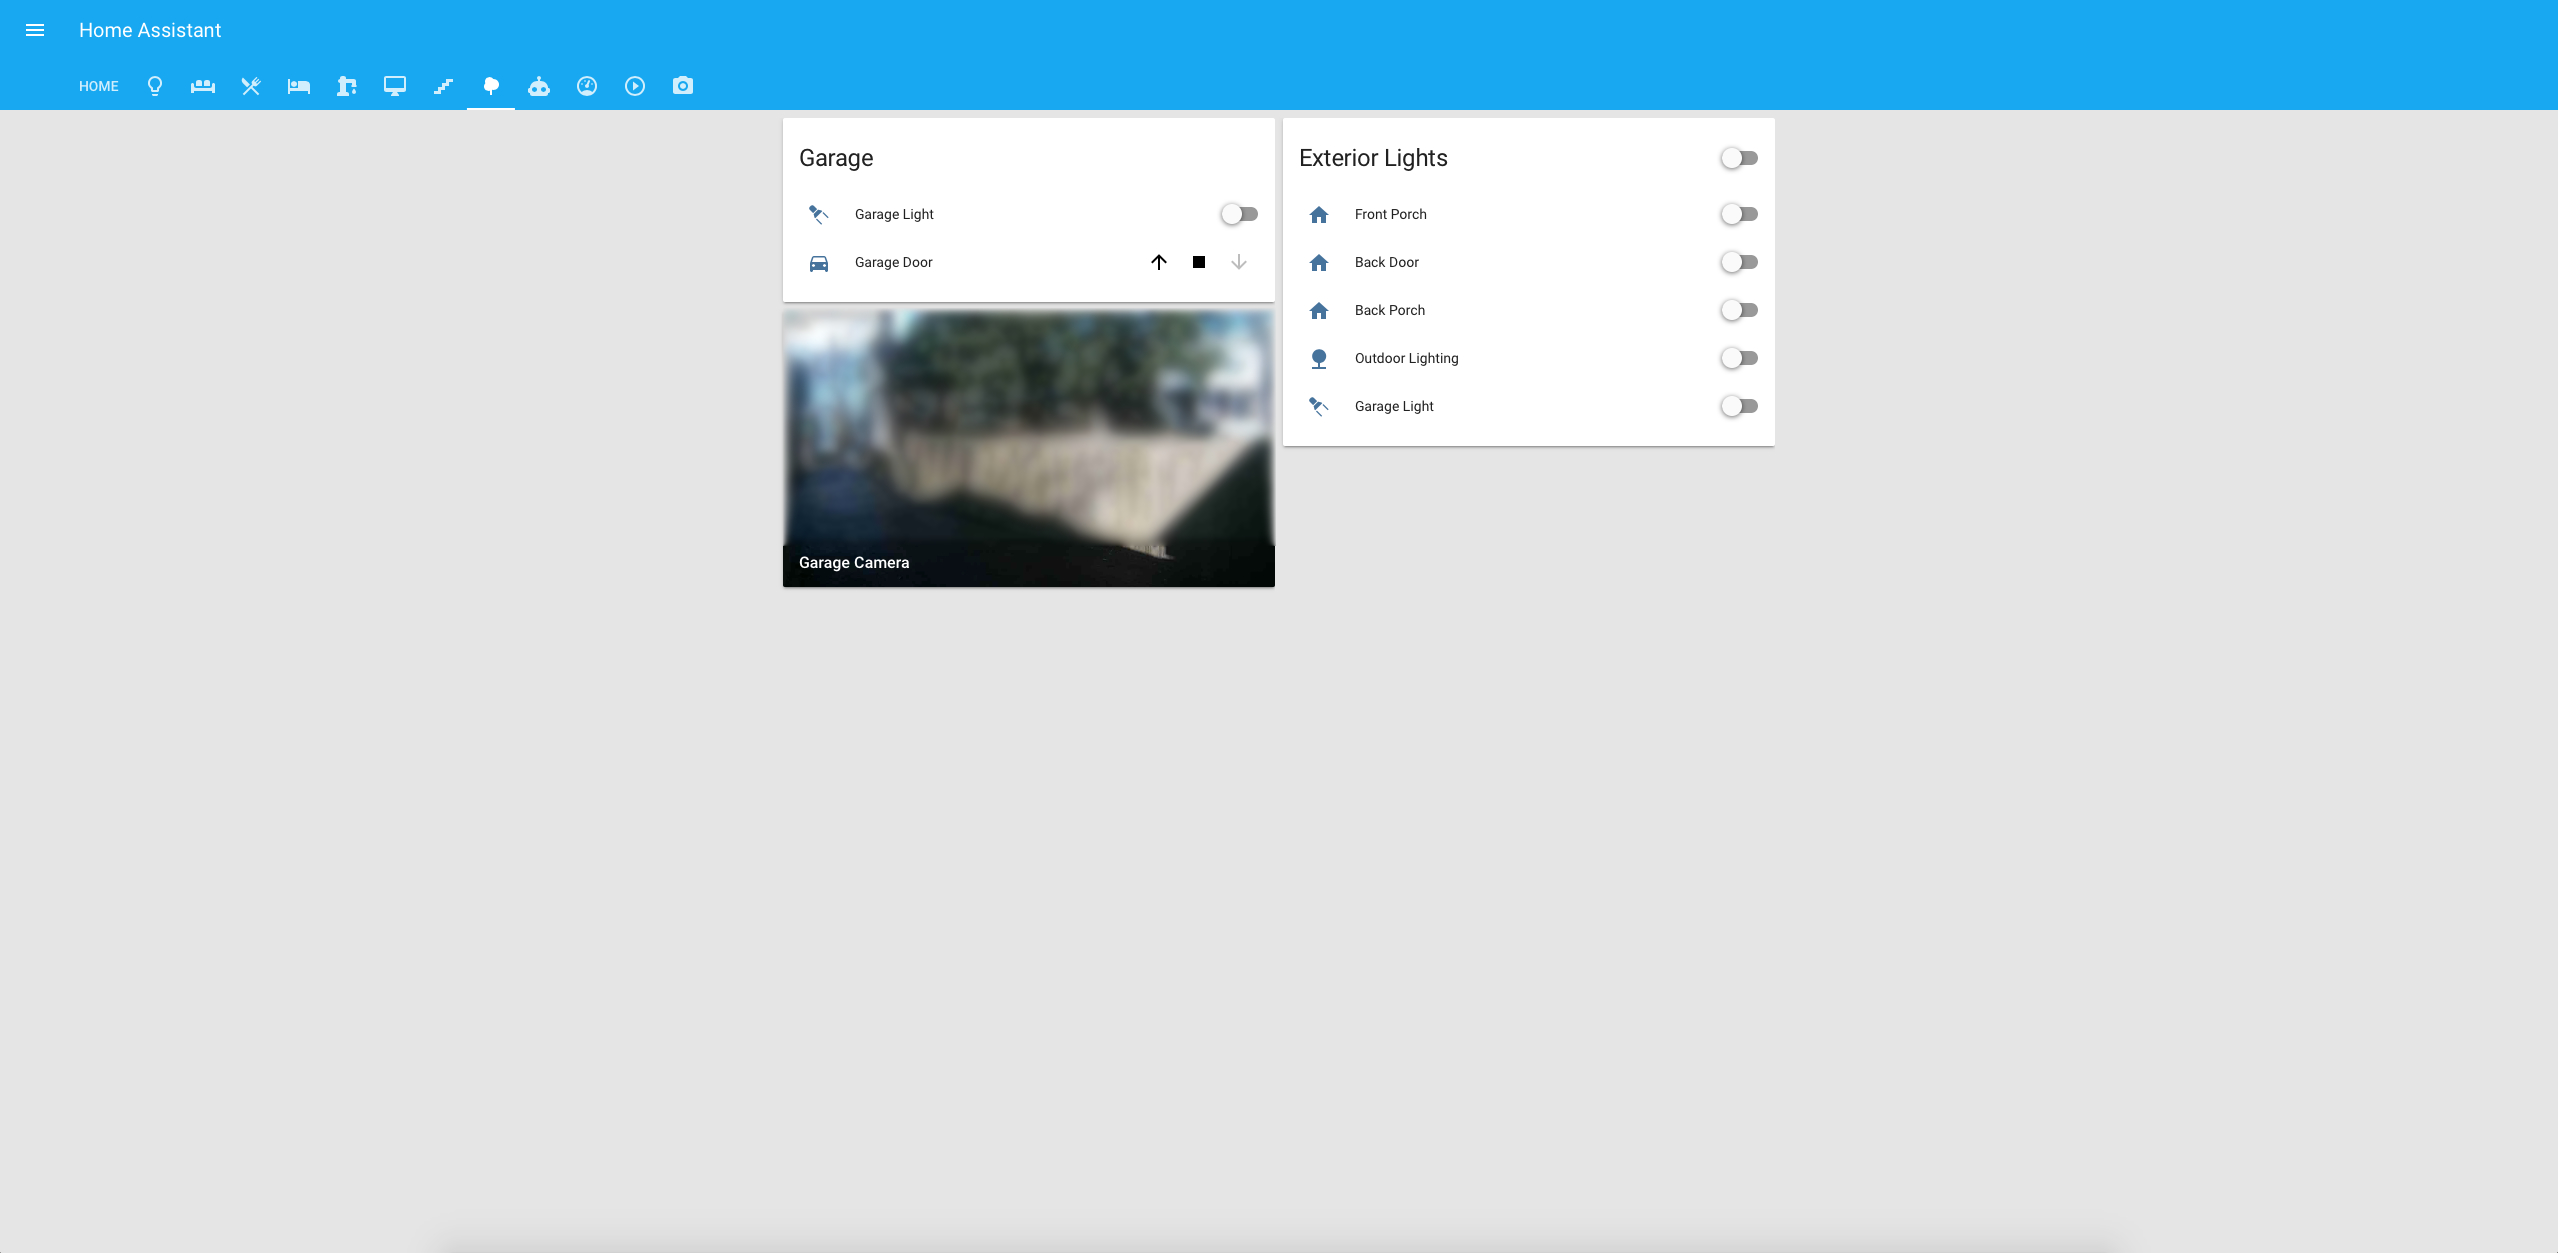 Home Assistant
HOME
Garage
Garage Light
Garage Door
Garage Camera
Exterior Lights
Front Porch
Back Door
Back Porch
Outdoor Lighting
Garage Light